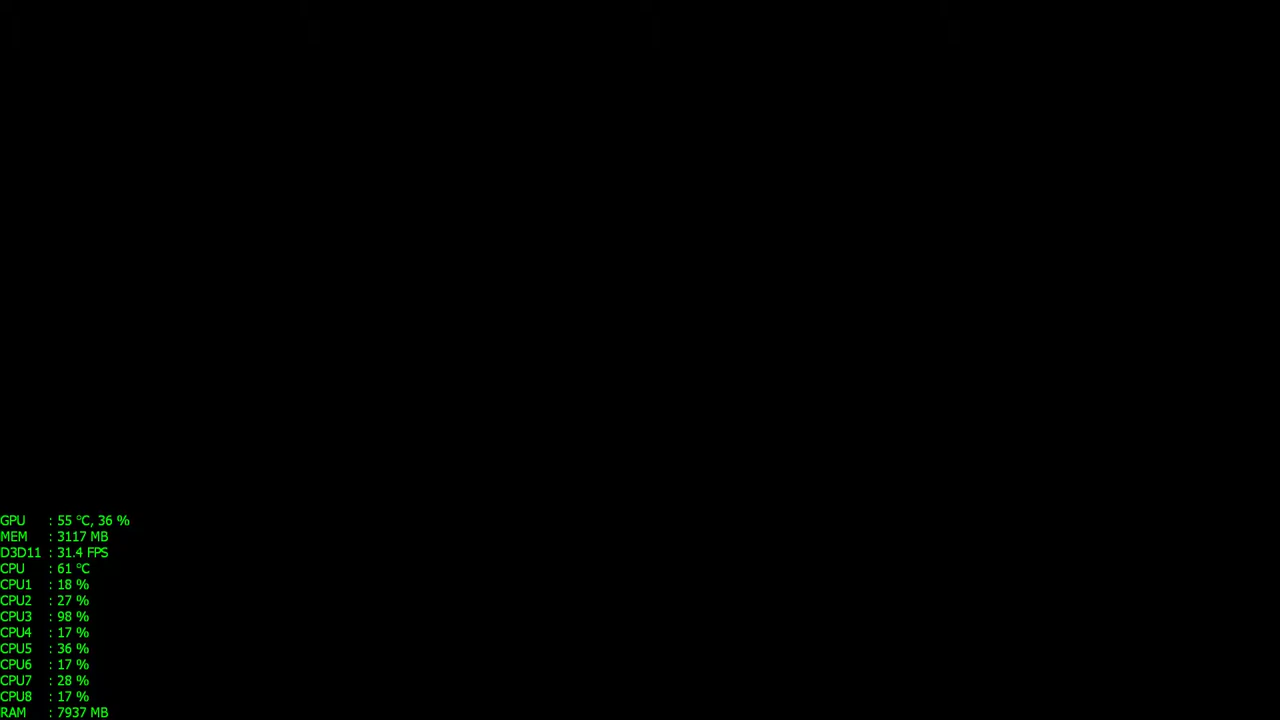 GPU : 55 °C, 36 %
MEM : 3117 MB
D3D11 : 31.4 FPS
CPU : 61 °C
CPU1 : 18 %
CPU2 : 27 %
CPU3 : 98 %
CPU4 : 17 %
CPU5 : 36 %
CPU6 : 17 %
CPU7 : 28 %
CPU8 : 17 %
RAM : 7937 MB